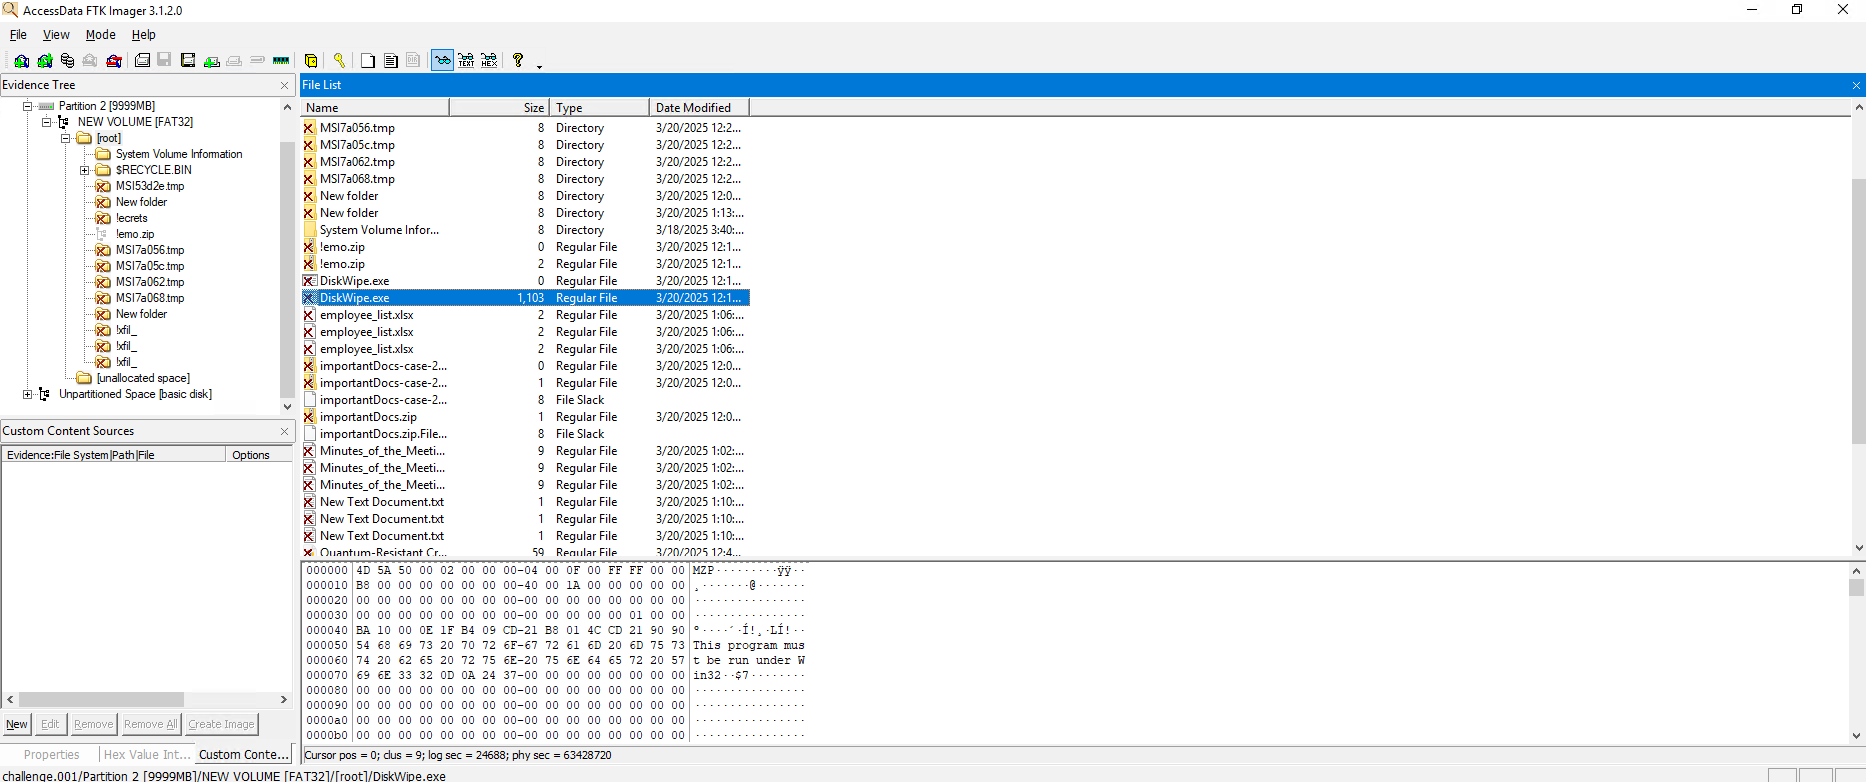 AccessData FTK Imager 3.1.2.0
File View Mode Help
Evidence Tree
Partition 2 [9999MB]
NEW VOLUME [FAT32]
[root]
System Volume Information
$RECYCLE.BIN
MSI53d2e.tmp
New folder
!ecrets
!emo.zip
MSI7a056.tmp
MSI7a05c.tmp
MSI7a062.tmp
MSI7a068.tmp
New folder
!xfil_
!xfil_
!xfil_
[unallocated space]
Unpartitioned Space [basic disk]
Custom Content Sources
Evidence:File System|Path|File Options
New Edit Remove Remove All Create Image
Properties Hex Value Int... Custom Conte...
File List
Name Size Type Date Modified
MSI7a056.tmp 8 Directory 3/20/2025 12:2...
MSI7a05c.tmp 8 Directory 3/20/2025 12:2...
MSI7a062.tmp 8 Directory 3/20/2025 12:2...
MSI7a068.tmp 8 Directory 3/20/2025 12:2...
New folder 8 Directory 3/20/2025 12:0...
New folder 8 Directory 3/20/2025 1:13:...
System Volume Infor... 8 Directory 3/18/2025 3:40:...
!emo.zip 0 Regular File 3/20/2025 12:1...
!emo.zip 2 Regular File 3/20/2025 12:1...
DiskWipe.exe 0 Regular File 3/20/2025 12:1...
DiskWipe.exe 1,103 Regular File 3/20/2025 12:1...
employee_list.xlsx 2 Regular File 3/20/2025 1:06:...
employee_list.xlsx 2 Regular File 3/20/2025 1:06:...
employee_list.xlsx 2 Regular File 3/20/2025 1:06:...
importantDocs-case-2... 0 Regular File 3/20/2025 12:0...
importantDocs-case-2... 1 Regular File 3/20/2025 12:0...
importantDocs-case-2... 8 File Slack
importantDocs.zip 1 Regular File 3/20/2025 12:0...
importantDocs.zip.File... 8 File Slack
Minutes_of_the_Meeti... 9 Regular File 3/20/2025 1:02:...
Minutes_of_the_Meeti... 9 Regular File 3/20/2025 1:02:...
Minutes_of_the_Meeti... 9 Regular File 3/20/2025 1:02:...
New Text Document.txt 1 Regular File 3/20/2025 1:10:...
New Text Document.txt 1 Regular File 3/20/2025 1:10:...
New Text Document.txt 1 Regular File 3/20/2025 1:10:...
Quantum-Resistant Cr... 59 Regular File 3/20/2025 12:4...
000000 4D 5A 50 00 02 00 00 00-04 00 0F 00 FF FF 00 00 MZP·········ÿÿ··
000010 B8 00 00 00 00 00 00 00-40 00 1A 00 00 00 00 00 ¸·······@·······
000020 00 00 00 00 00 00 00 00-00 00 00 00 00 00 00 00 ················
000030 00 00 00 00 00 00 00 00-00 00 00 00 00 01 00 00 ················
000040 BA 10 00 0E 1F B4 09 CD-21 B8 01 4C CD 21 90 90 º····´·Í!¸·LÍ!··
000050 54 68 69 73 20 70 72 6F-67 72 61 6D 20 6D 75 73 This program mus
000060 74 20 62 65 20 72 75 6E-20 75 6E 64 65 72 20 57 t be run under W
000070 69 6E 33 32 0D 0A 24 37-00 00 00 00 00 00 00 00 in32··$7········
000080 00 00 00 00 00 00 00 00-00 00 00 00 00 00 00 00 ················
000090 00 00 00 00 00 00 00 00-00 00 00 00 00 00 00 00 ················
0000a0 00 00 00 00 00 00 00 00-00 00 00 00 00 00 00 00 ················
0000b0 00 00 00 00 00 00 00 00-00 00 00 00 00 00 00 00 ················
Cursor pos = 0; clus = 9; log sec = 24688; phy sec = 63428720
challenge.001/Partition 2 [9999MB]/NEW VOLUME [FAT32]/[root]/DiskWipe.exe